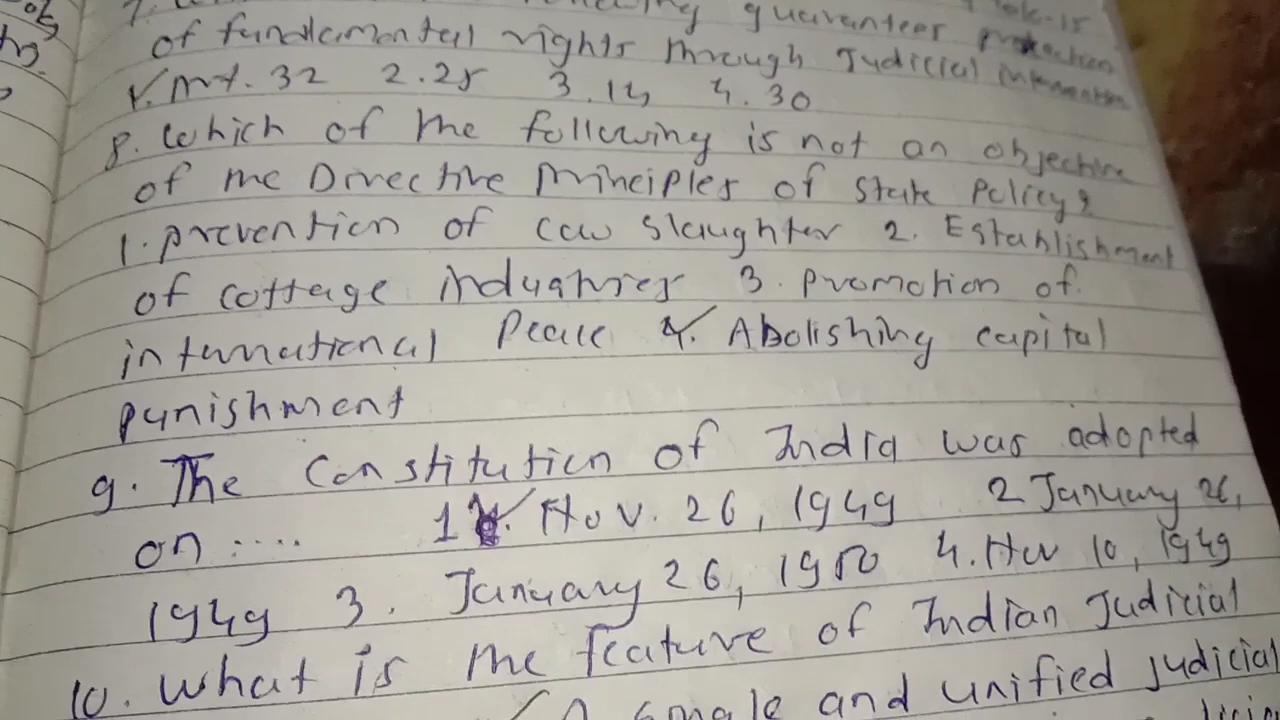 7. guarantees protection
of fundamental rights through Judicial intervention
1. Art. 32 2. 25 3. 14 4. 30
8. Which of the following is not an objective
of the Directive Principles of State Policy?
1. prevention of cow slaughter 2. Establishment
of cottage industries 3. promotion of
international Peace 4. Abolishing capital
punishment
9. The Constitution of India was adopted
on .... 1. Nov. 26, 1949 2 January 26,
1949 3. January 26, 1950 4. Nov 10, 1949
10. What is the feature of Indian Judicial
A single and unified judicial